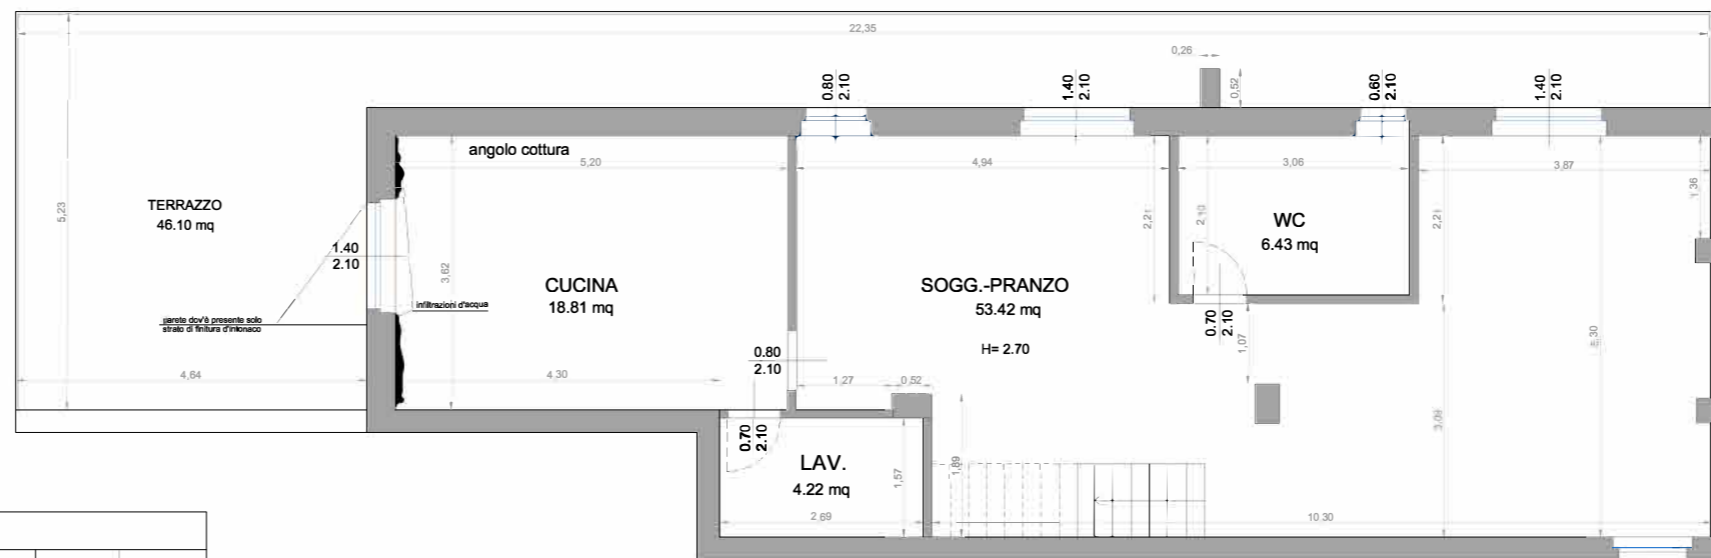 22,35
0,26
0,52
0.80
2.10
1.40
2.10
0.60
2.10
1.40
2.10
angolo cottura
5,20
4,94
3,06
3,87
5,23
TERRAZZO
46.10 mq
1.40
2.10
3,62
CUCINA
18.81 mq
infiltrazioni d'acqua
parete dov'è presente solo
strato di finitura d'intonaco
SOGG.-PRANZO
53.42 mq
H= 2.70
2,21
2,10
WC
6.43 mq
2,21
1,36
0.70
2.10
1,07
4,64
4,30
0.80
2.10
1,27
0,52
0.70
2.10
LAV.
4.22 mq
1,57
1,89
2,69
10,30